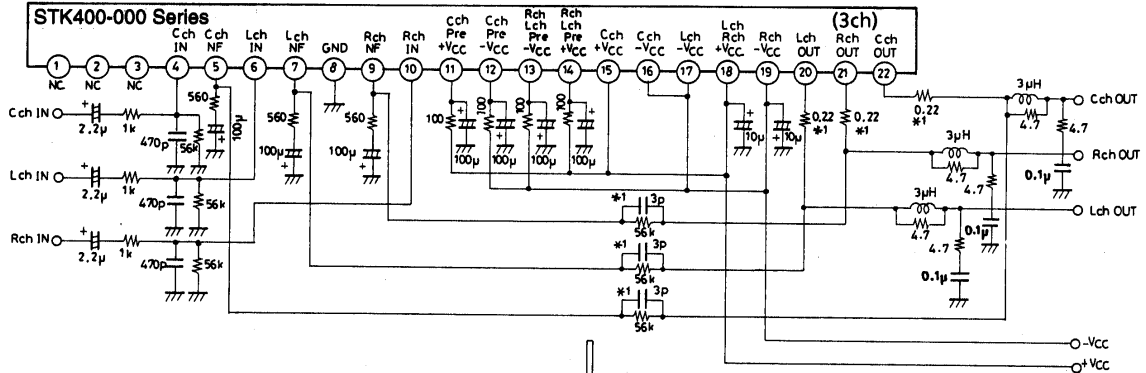 STK400-000 Series
(3ch)
Cch IN
Cch NF
Lch IN
Lch NF
GND
Rch NF
Rch IN
Cch Pre +VCC
Cch Pre -VCC
Rch Lch Pre -VCC
Rch Lch Pre +VCC
Cch +VCC
Cch -VCC
Lch -VCC
Lch Rch +VCC
Rch -VCC
Lch OUT
Rch OUT
Cch OUT
1 2 3 4 5 6 7 8 9 10 11 12 13 14 15 16 17 18 19 20 21 22
NC NC NC
560
100µ
560
100µ
560
100µ
100
100µ
100
100µ
100
100µ
100
100µ
10µ
10µ
0.22
*1
0.22
*1
0.22
*1
3µH
4.7
4.7
0.1µ
Cch OUT
3µH
4.7
4.7
0.1µ
Rch OUT
3µH
4.7
4.7
0.1µ
Lch OUT
Cch IN
+
2.2µ
1k
470p
56k
Lch IN
+
2.2µ
1k
470p
56k
Rch IN
+
2.2µ
1k
470p
56k
*1 3p
56k
*1 3p
56k
*1 3p
56k
-VCC
+VCC